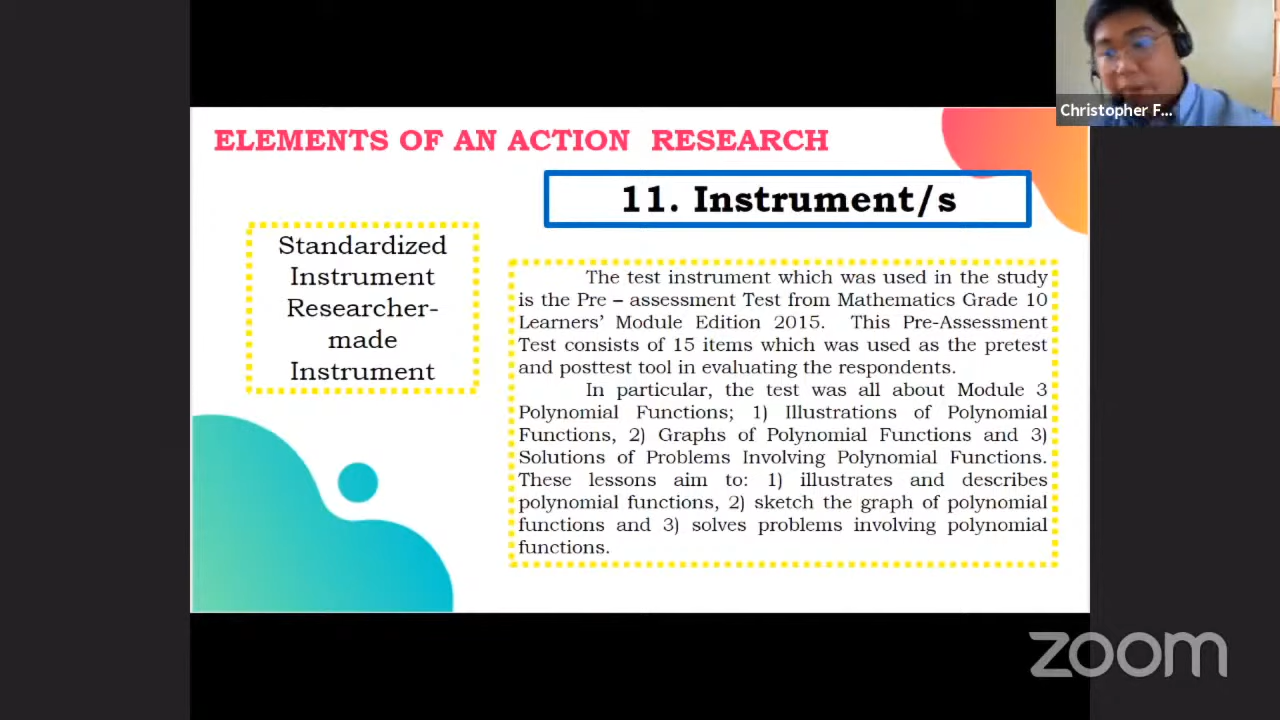 Christopher F...
ELEMENTS OF AN ACTION RESEARCH
11. Instrument/s
Standardized
Instrument
Researcher-
made
Instrument
The test instrument which was used in the study
is the Pre – assessment Test from Mathematics Grade 10
Learners' Module Edition 2015. This Pre-Assessment
Test consists of 15 items which was used as the pretest
and posttest tool in evaluating the respondents.
In particular, the test was all about Module 3
Polynomial Functions; 1) Illustrations of Polynomial
Functions, 2) Graphs of Polynomial Functions and 3)
Solutions of Problems Involving Polynomial Functions.
These lessons aim to: 1) illustrates and describes
polynomial functions, 2) sketch the graph of polynomial
functions and 3) solves problems involving polynomial
functions.
zoom